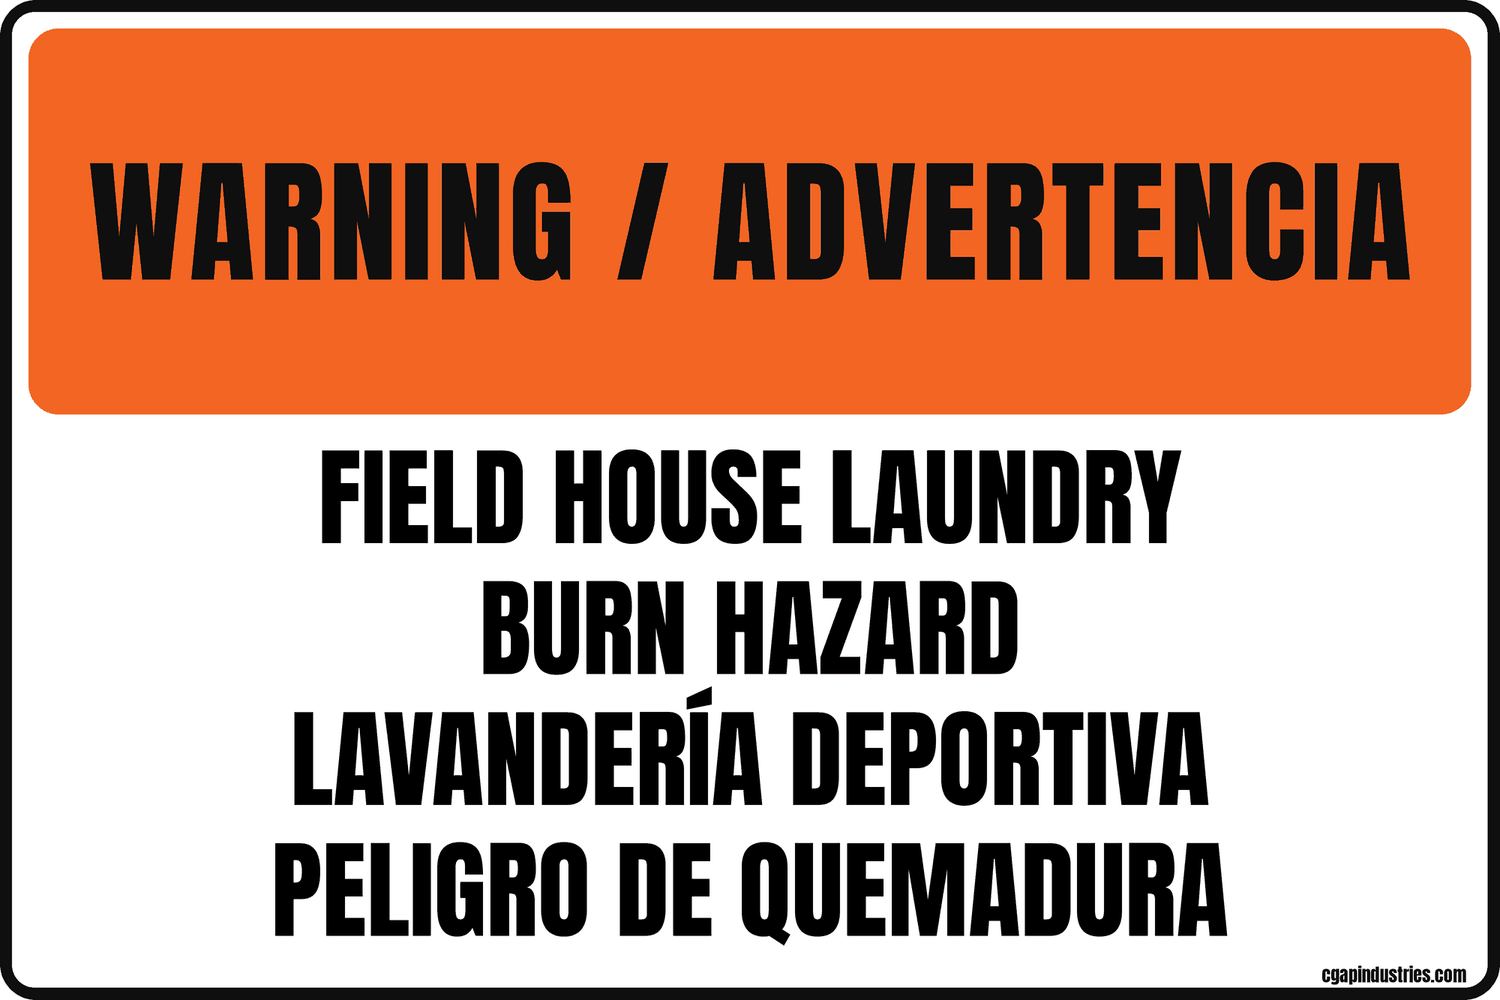 WARNING / ADVERTENCIA
FIELD HOUSE LAUNDRY
BURN HAZARD
LAVANDERÍA DEPORTIVA
PELIGRO DE QUEMADURA
cgapindustries.com